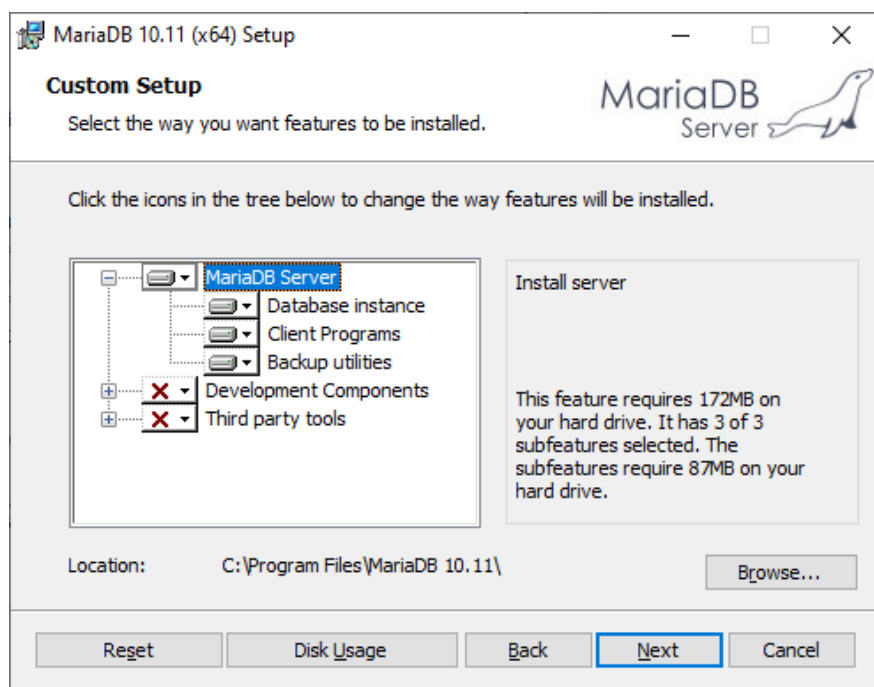 MariaDB 10.11 (x64) Setup
Custom Setup
Select the way you want features to be installed.
MariaDB
Server
Click the icons in the tree below to change the way features will be installed.
MariaDB Server
Database instance
Client Programs
Backup utilities
Development Components
Third party tools
Install server
This feature requires 172MB on
your hard drive. It has 3 of 3
subfeatures selected. The
subfeatures require 87MB on your
hard drive.
Location: C:\Program Files\MariaDB 10.11\
Browse...
Reset Disk Usage Back Next Cancel